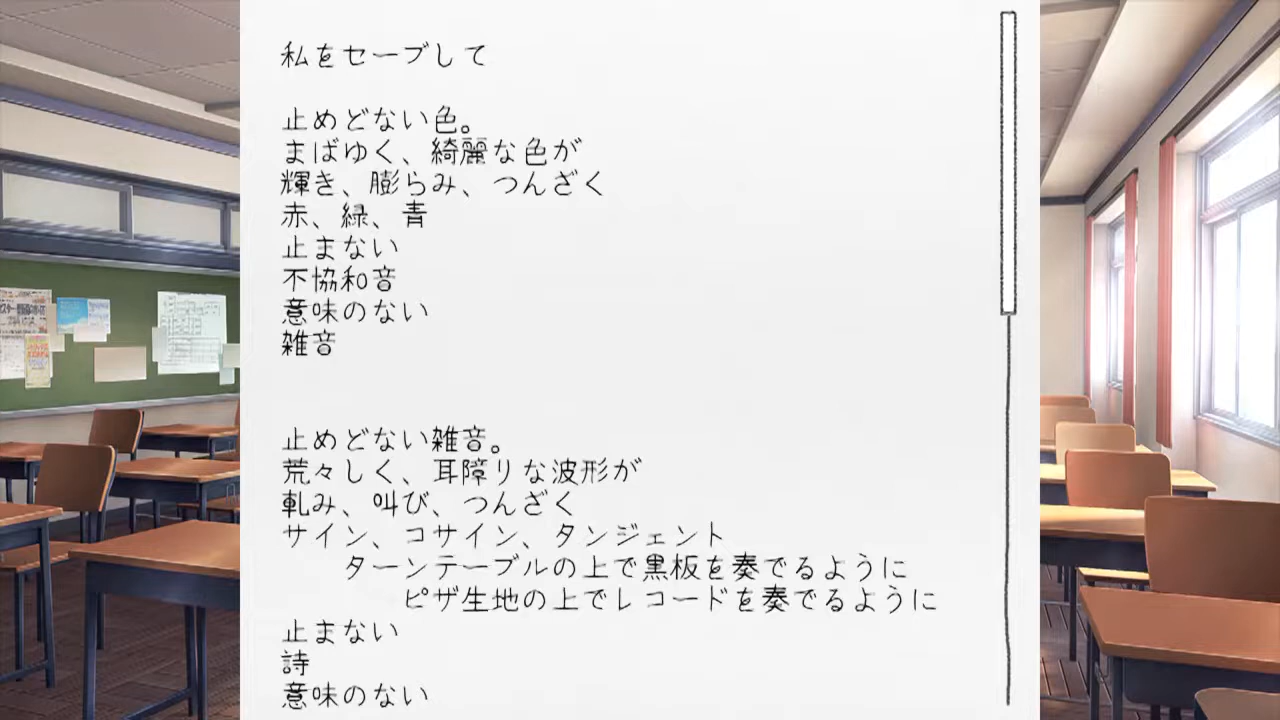 私をセーブして
止めどない色。
まばゆく、綺麗な色が
輝き、膨らみ、つんざく
赤、緑、青
止まない
不協和音
意味のない
雑音
止めどない雑音。
荒々しく、耳障りな波形が
軋み、叫び、つんざく
サイン、コサイン、タンジェント
ターンテーブルの上で黒板を奏でるように
ピザ生地の上でレコードを奏でるように
止まない
詩
意味のない